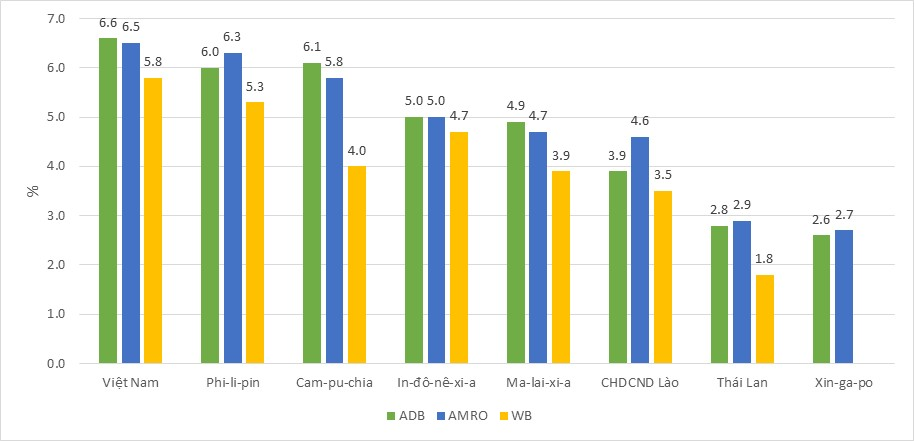 7.0
6.0
5.0
4.0
3.0
2.0
1.0
0.0
%
6.6 6.5 5.8
6.0 6.3 5.3
6.1 5.8 4.0
5.0 5.0 4.7
4.9 4.7 3.9
3.9 4.6 3.5
2.8 2.9 1.8
2.6 2.7
Việt Nam Phi-li-pin Cam-pu-chia In-đô-nê-xi-a Ma-lai-xi-a CHDCND Lào Thái Lan Xin-ga-po
ADB AMRO WB